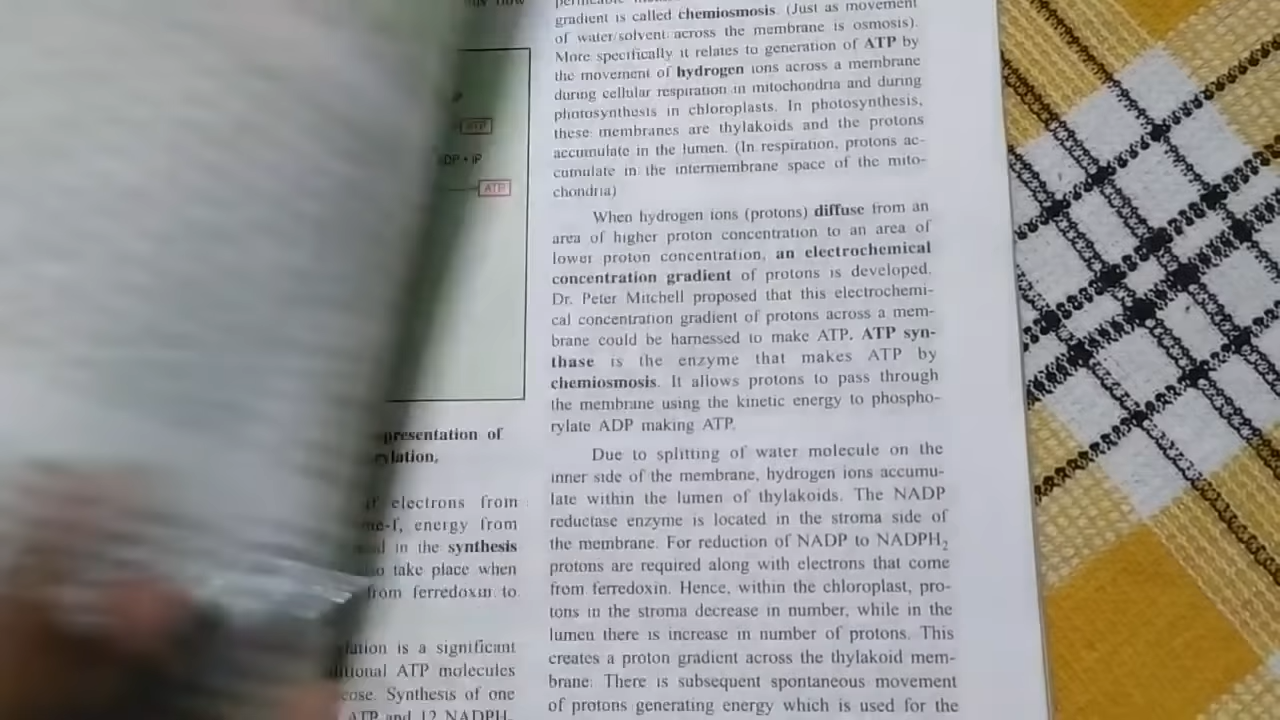 ATP
DP + iP
ATP
presentation of
electrons from
energy from
in the synthesis
take place when
from ferredoxin to
is a significant
ATP molecules
Synthesis of one
ATP and 12 NADPH
gradient is called chemiosmosis. (Just as movement
of water/solvent across the membrane is osmosis).
More specifically it relates to generation of ATP by
the movement of hydrogen ions across a membrane
during cellular respiration in mitochondria and during
photosynthesis in chloroplasts. In photosynthesis,
these membranes are thylakoids and the protons
accumulate in the lumen. (In respiration, protons ac-
cumulate in the intermembrane space of the mito-
chondria)
When hydrogen ions (protons) diffuse from an
area of higher proton concentration to an area of
lower proton concentration, an electrochemical
concentration gradient of protons is developed.
Dr. Peter Mitchell proposed that this electrochemi-
cal concentration gradient of protons across a mem-
brane could be harnessed to make ATP. ATP syn-
thase is the enzyme that makes ATP by
chemiosmosis. It allows protons to pass through
the membrane using the kinetic energy to phospho-
rylate ADP making ATP.
Due to splitting of water molecule on the
inner side of the membrane, hydrogen ions accumu-
late within the lumen of thylakoids. The NADP
reductase enzyme is located in the stroma side of
the membrane. For reduction of NADP to NADPH₂
protons are required along with electrons that come
from ferredoxin. Hence, within the chloroplast, pro-
tons in the stroma decrease in number, while in the
lumen there is increase in number of protons. This
creates a proton gradient across the thylakoid mem-
brane. There is subsequent spontaneous movement
of protons generating energy which is used for the